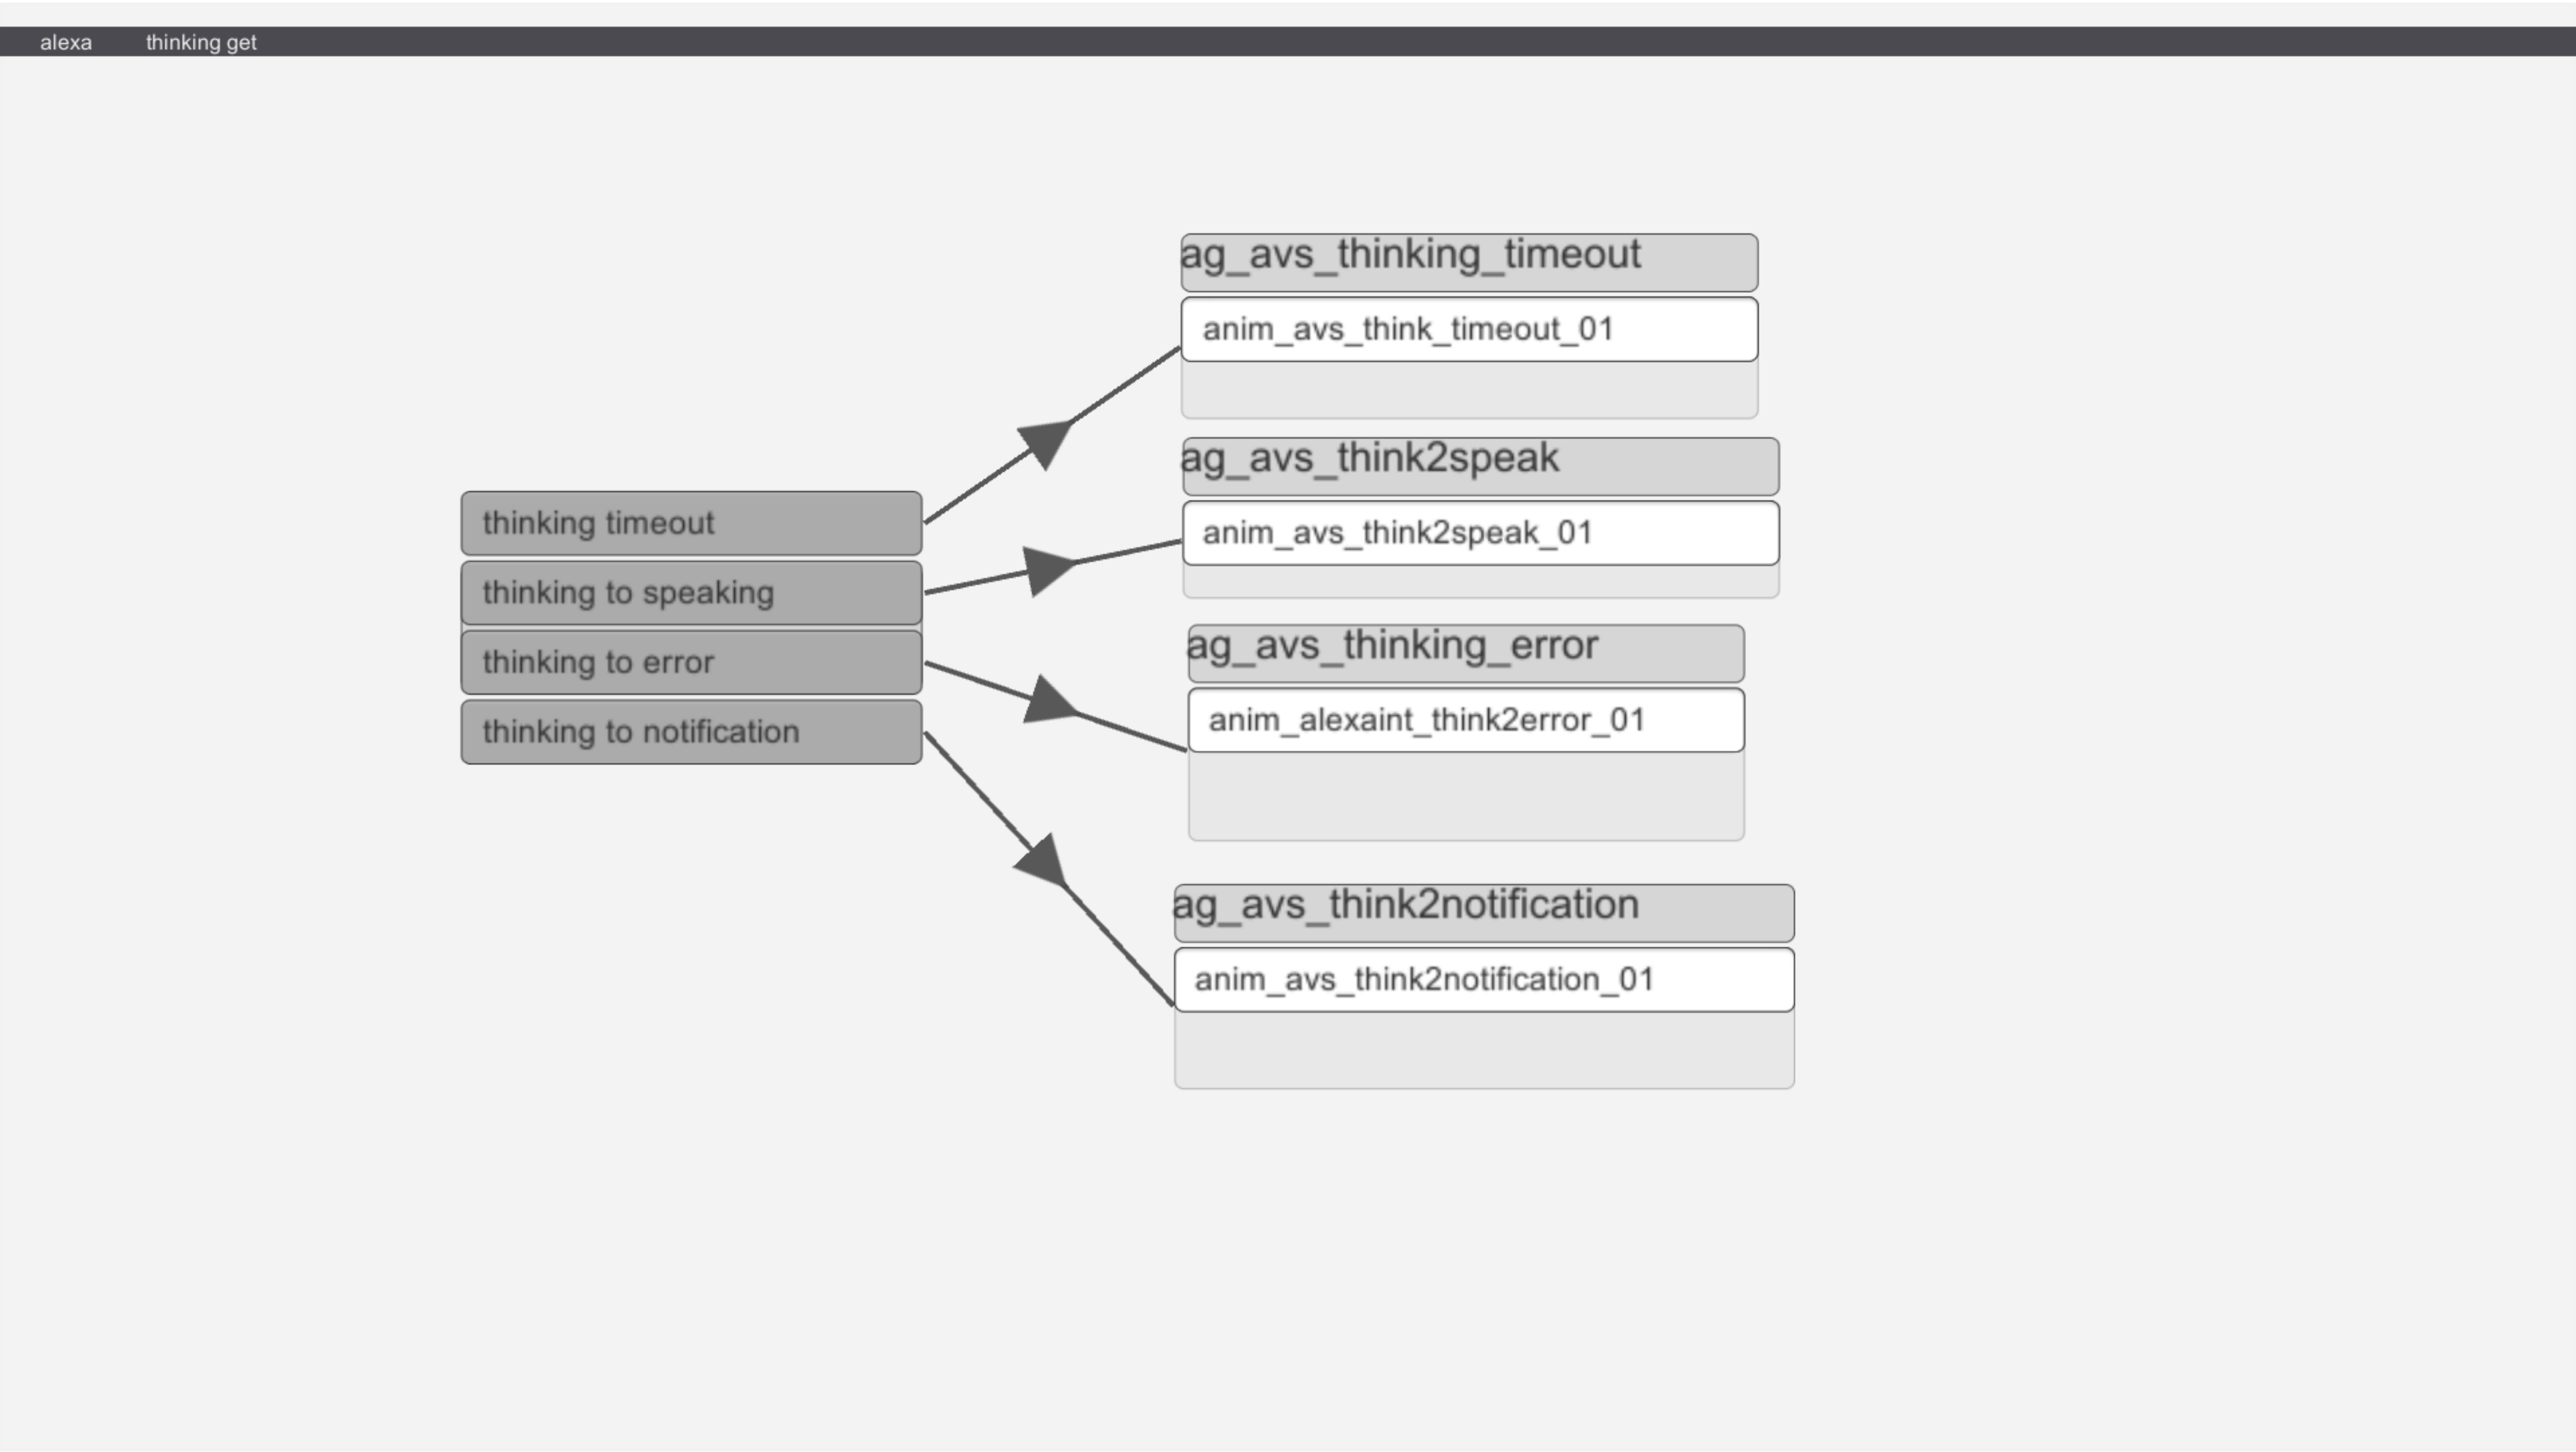 alexa thinking get
ag_avs_thinking_timeout
anim_avs_think_timeout_01
ag_avs_think2speak
anim_avs_think2speak_01
thinking timeout
thinking to speaking
thinking to error
thinking to notification
ag_avs_thinking_error
anim_alexaint_think2error_01
ag_avs_think2notification
anim_avs_think2notification_01